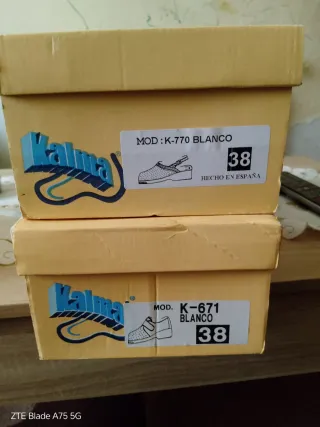 Kalma
MOD:K-770 BLANCO
38
HECHO EN ESPAÑA
Kalma
®
MOD. K-671
BLANCO
38
ZTE Blade A75 5G